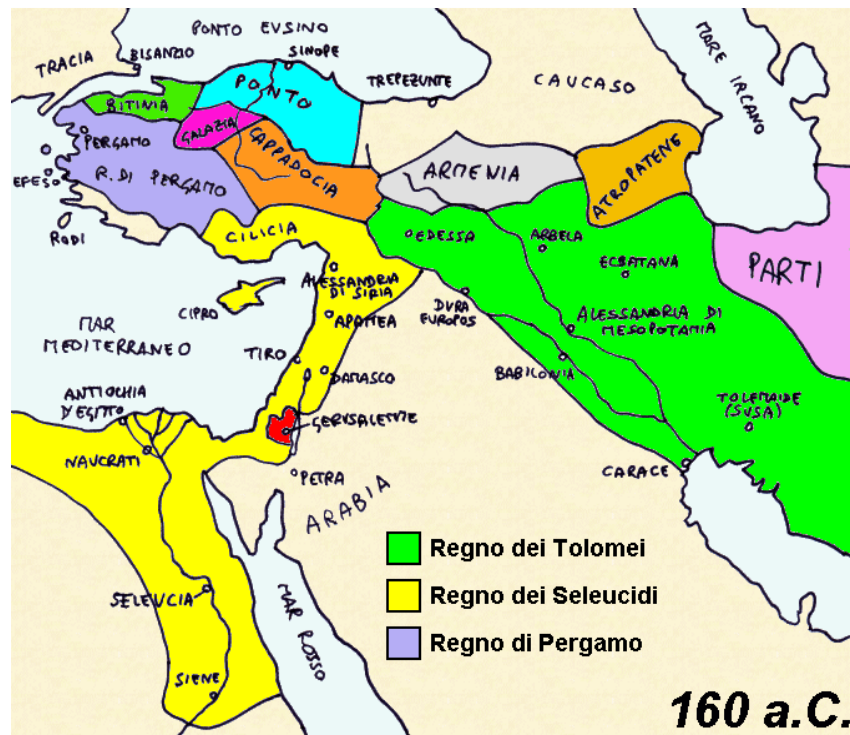 PONTO EUSINO
TRACIA
BISANZIO
SINOPE
TREPEZUNTE
CAUCASO
MARE IRCANO
BITINIA
PONTO
GALAZIA
CAPPADOCIA
ARMENIA
ATROPATENE
PERGAMO
R. DI PERGAMO
EFESO
RODI
CILICIA
EDESSA
ARBELA
ECBATANA
PARTI
ALESSANDRIA
DI SIRIA
CIPRO
APAMEA
DURA
EUROPOS
ALESSANDRIA DI
MESOPOTAMIA
MAR
MEDITERRANEO
TIRO
DAMASCO
BABILONIA
TOLEMAIDE
(SUSA)
ANTIOCHIA
D'EGITTO
GERUSALEMME
NAUCRATI
PETRA
ARABIA
CARACE
SELEUCIA
SIENE
MAR ROSSO
Regno dei Tolomei
Regno dei Seleucidi
Regno di Pergamo
160 a.C.